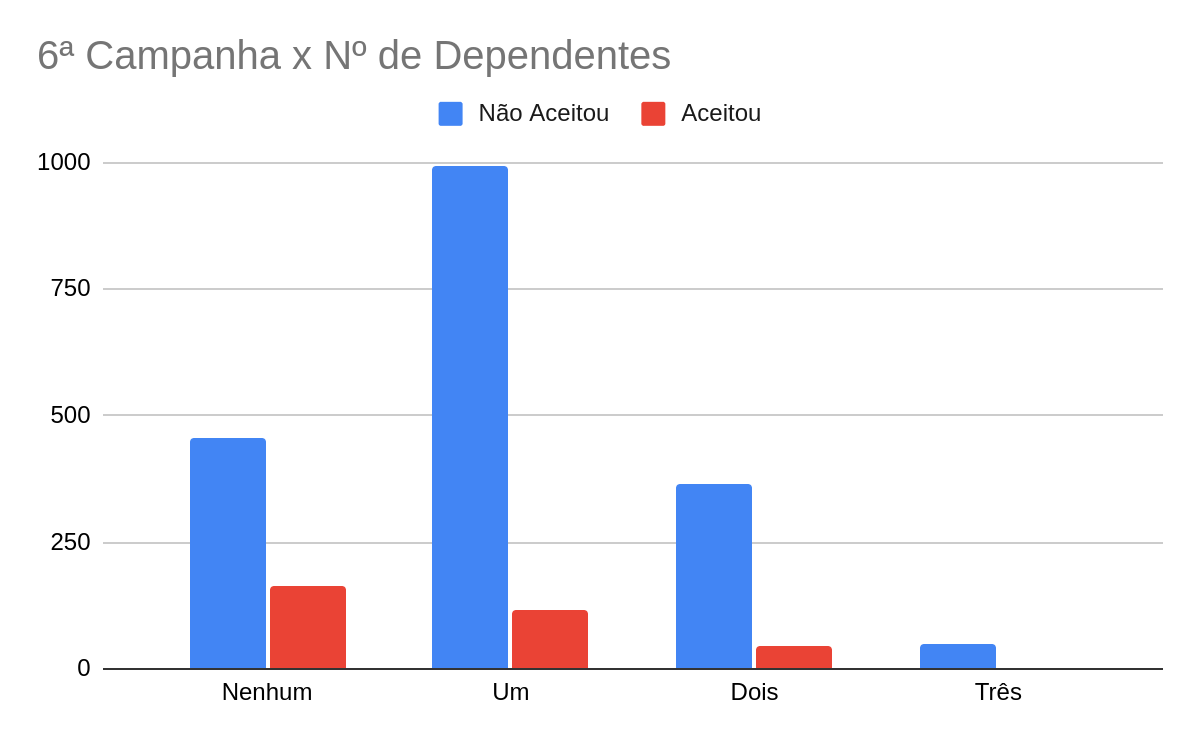 6ª Campanha x Nº de Dependentes
Não Aceitou Aceitou
1000
750
500
250
0
Nenhum Um Dois Três